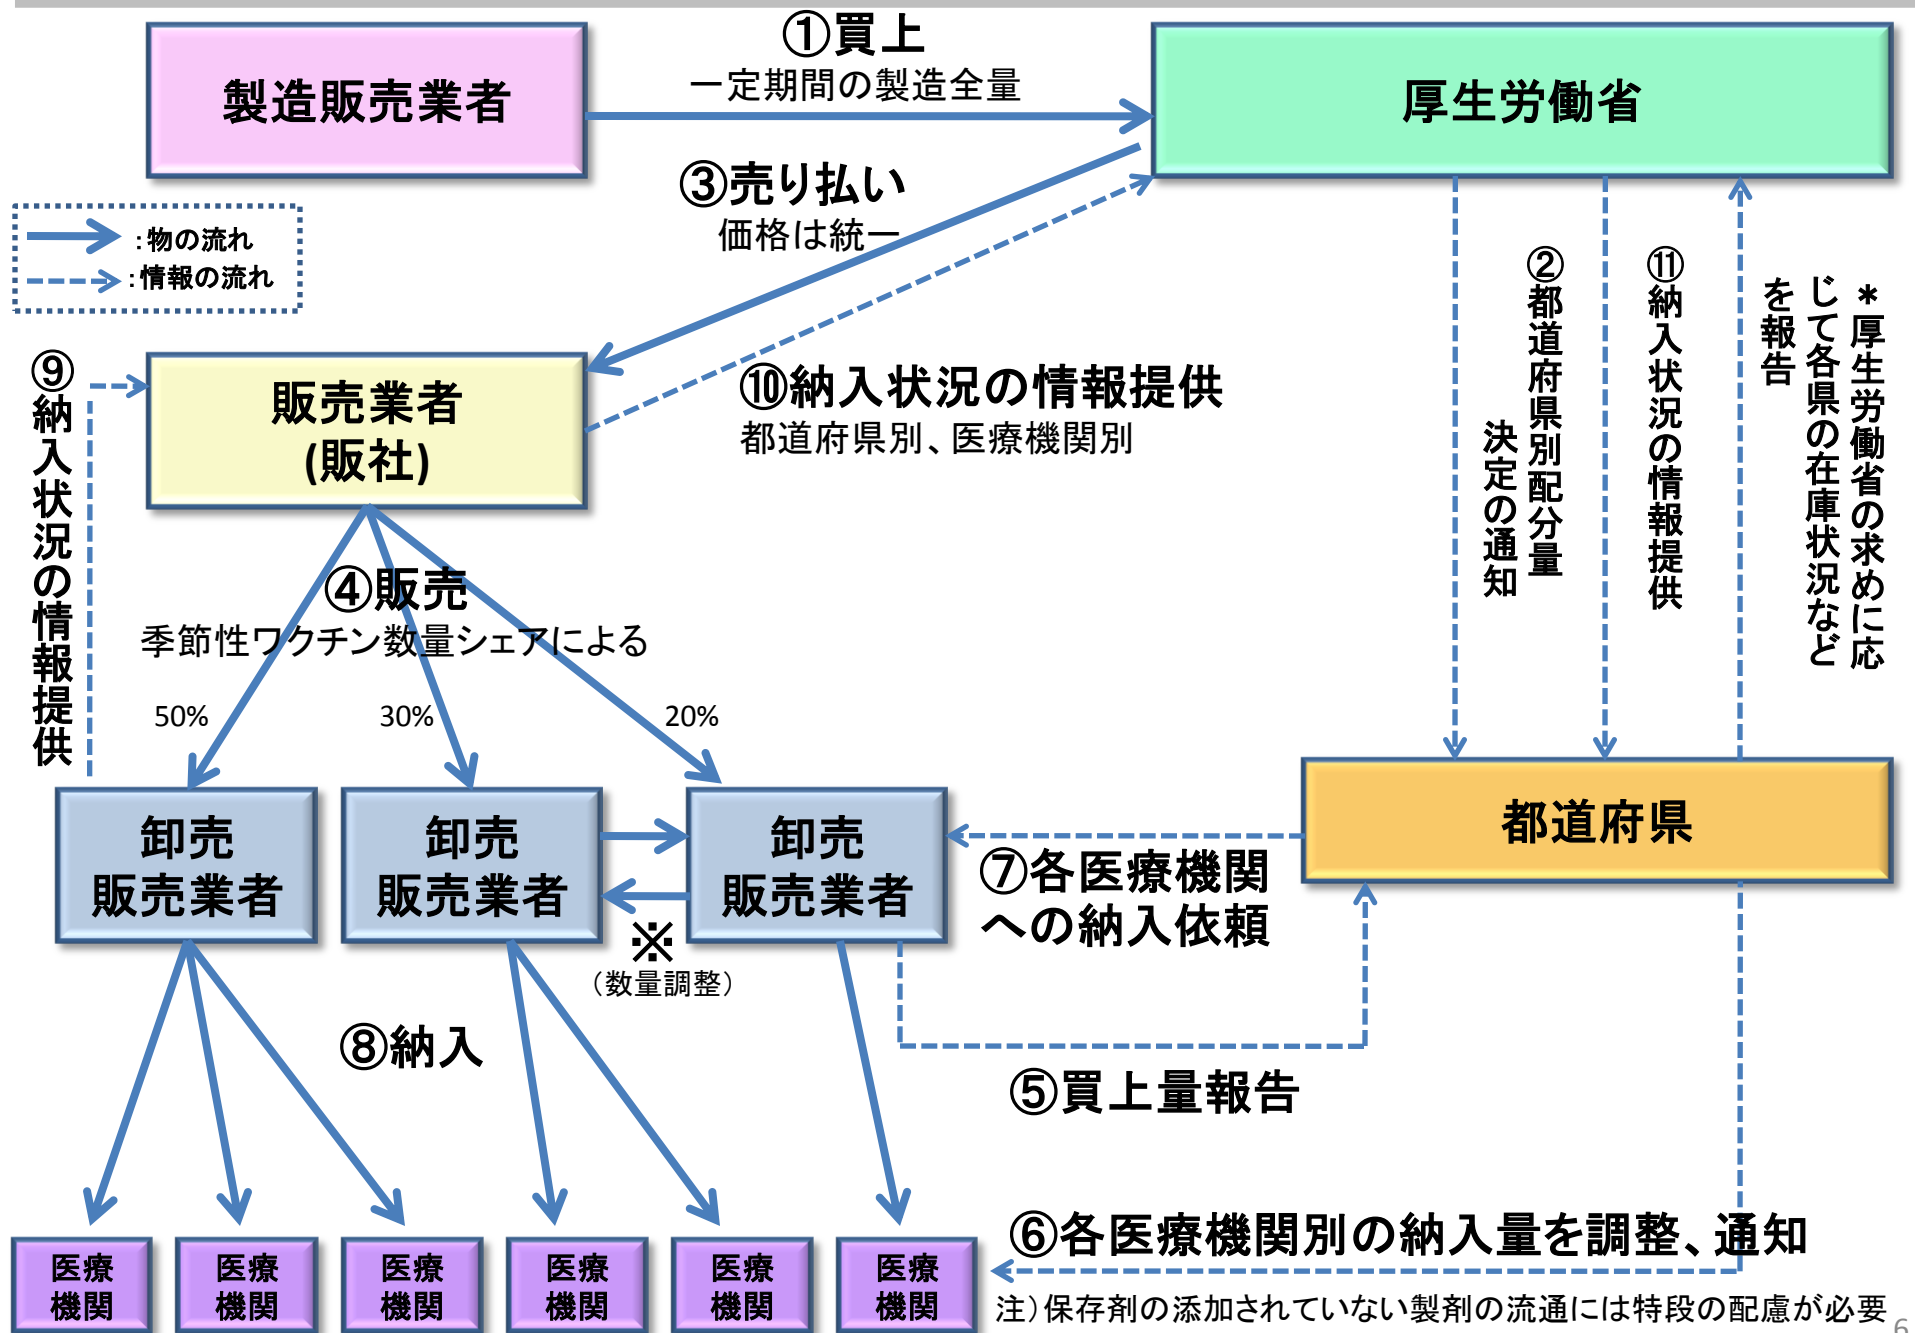 製造販売業者
①買上
一定期間の製造全量
厚生労働省
③売り払い
価格は統一
：物の流れ
：情報の流れ
②都道府県別配分量
決定の通知
⑪納入状況の情報提供
＊厚生労働省の求めに応
じて各県の在庫状況など
を報告
⑨納入状況の情報提供
販売業者
(販社)
⑩納入状況の情報提供
都道府県別、医療機関別
④販売
季節性ワクチン数量シェアによる
50%
30%
20%
卸売
販売業者
卸売
販売業者
卸売
販売業者
都道府県
⑦各医療機関
への納入依頼
※
（数量調整）
⑧納入
⑤買上量報告
⑥各医療機関別の納入量を調整、通知
医療
機関
医療
機関
医療
機関
医療
機関
医療
機関
医療
機関
注）保存剤の添加されていない製剤の流通には特段の配慮が必要
6